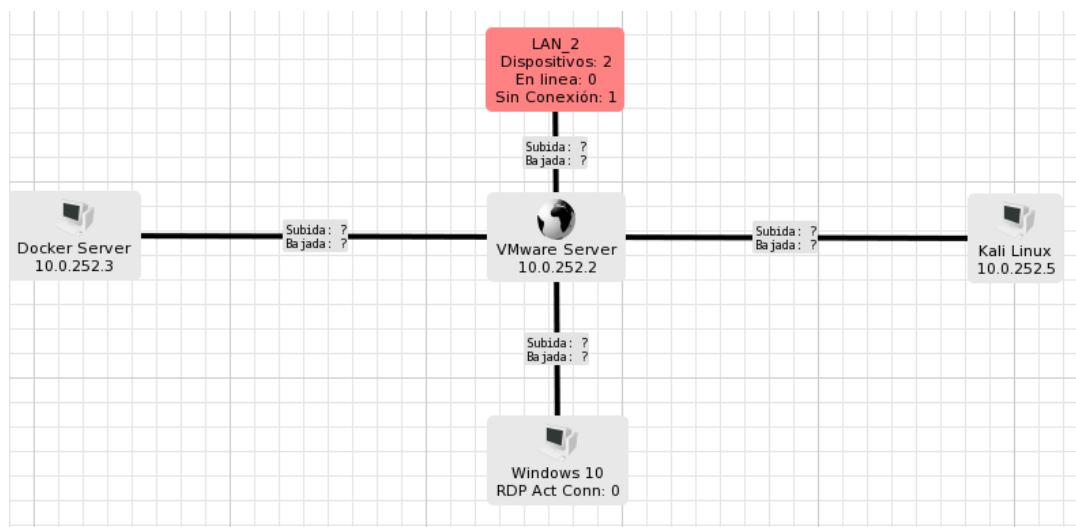 LAN_2
Dispositivos: 2
En linea: 0
Sin Conexión: 1
Subida: ?
Bajada: ?
Docker Server
10.0.252.3
Subida: ?
Bajada: ?
VMware Server
10.0.252.2
Subida: ?
Bajada: ?
Kali Linux
10.0.252.5
Subida: ?
Bajada: ?
Windows 10
RDP Act Conn: 0